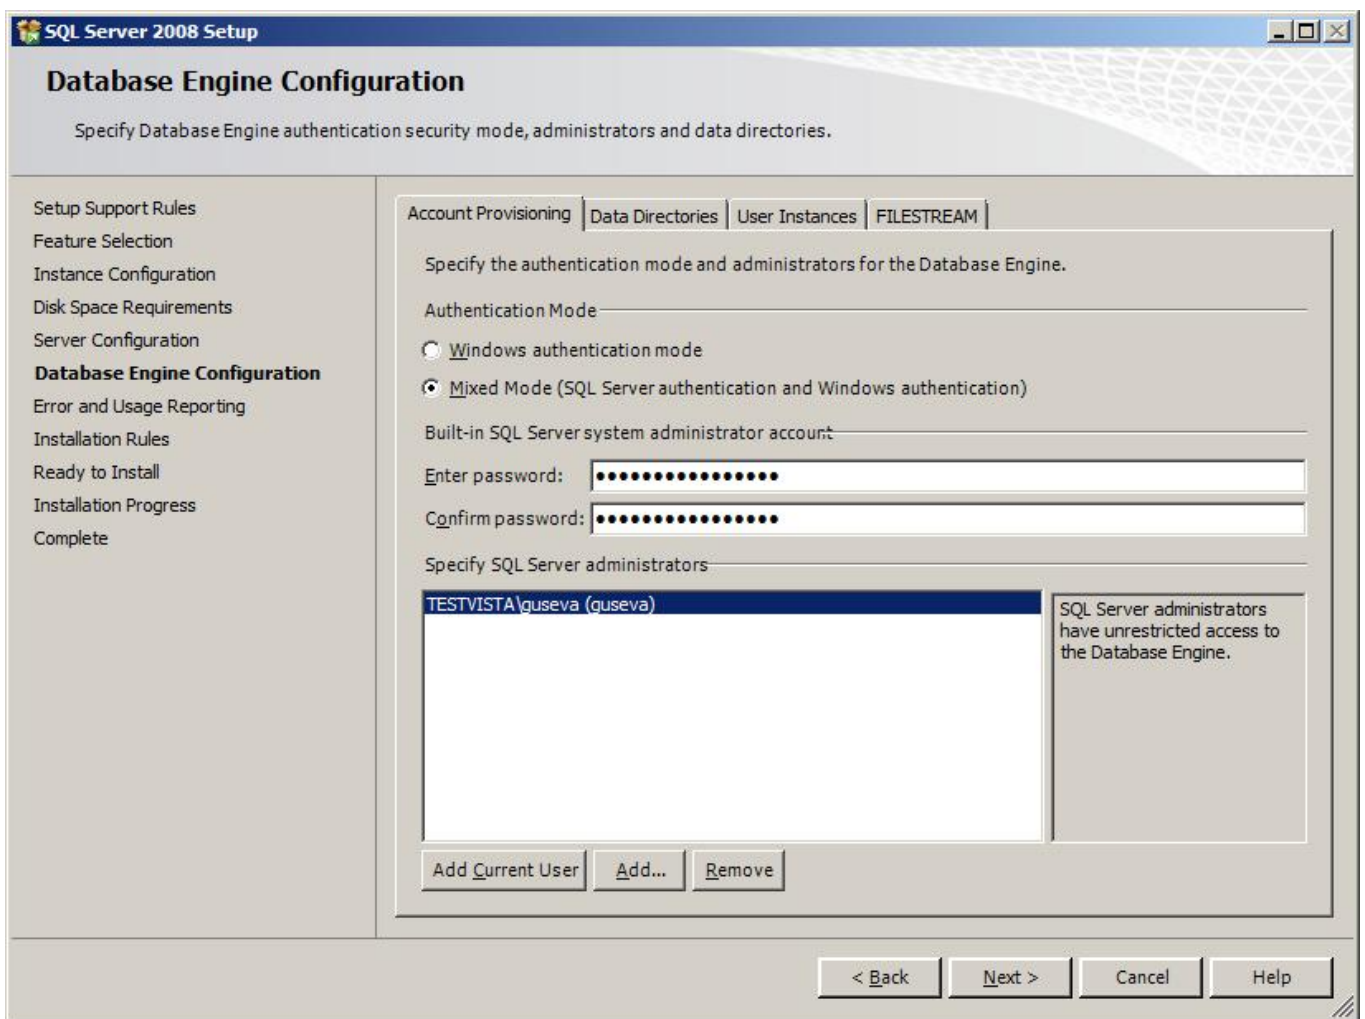 SQL Server 2008 Setup
Database Engine Configuration
Specify Database Engine authentication security mode, administrators and data directories.
Setup Support Rules
Feature Selection
Instance Configuration
Disk Space Requirements
Server Configuration
Database Engine Configuration
Error and Usage Reporting
Installation Rules
Ready to Install
Installation Progress
Complete
Account Provisioning Data Directories User Instances FILESTREAM
Specify the authentication mode and administrators for the Database Engine.
Authentication Mode
Windows authentication mode
Mixed Mode (SQL Server authentication and Windows authentication)
Built-in SQL Server system administrator account
Enter password: ●●●●●●●●●●●●●●●●
Confirm password: ●●●●●●●●●●●●●●●●
Specify SQL Server administrators
TESTVISTA\guseva (guseva)
SQL Server administrators
have unrestricted access to
the Database Engine.
Add Current User Add... Remove
< Back Next > Cancel Help